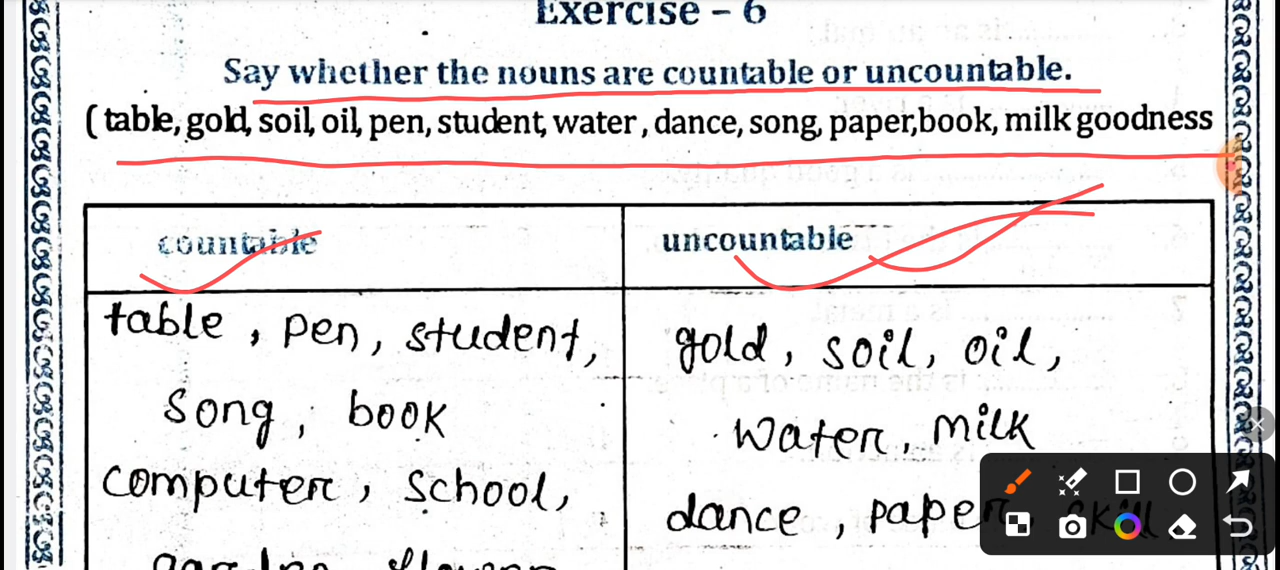 Exercise – 6
Say whether the nouns are countable or uncountable.
( table, gold, soil, oil, pen, student, water , dance, song, paper,book, milk goodness
countable
uncountable
table , pen, student,
song, book
computer, school,
gold, soil, oil,
water, milk
dance, paper, skill